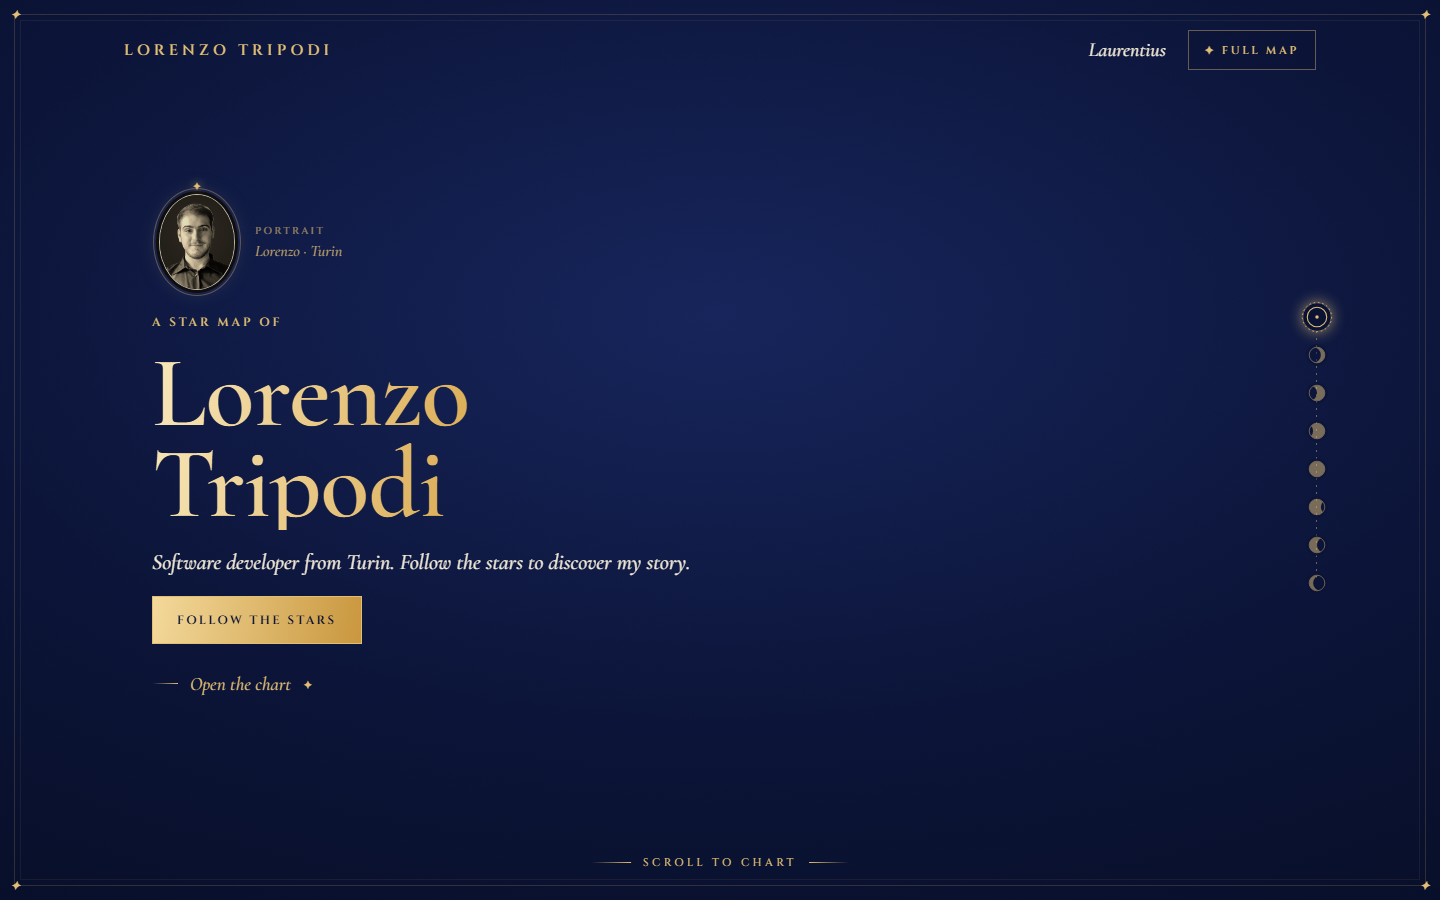 LORENZO TRIPODI
Laurentius
✦ FULL MAP
PORTRAIT
Lorenzo · Turin
A STAR MAP OF
Lorenzo
Tripodi
Software developer from Turin. Follow the stars to discover my story.
FOLLOW THE STARS
Open the chart ✦
SCROLL TO CHART